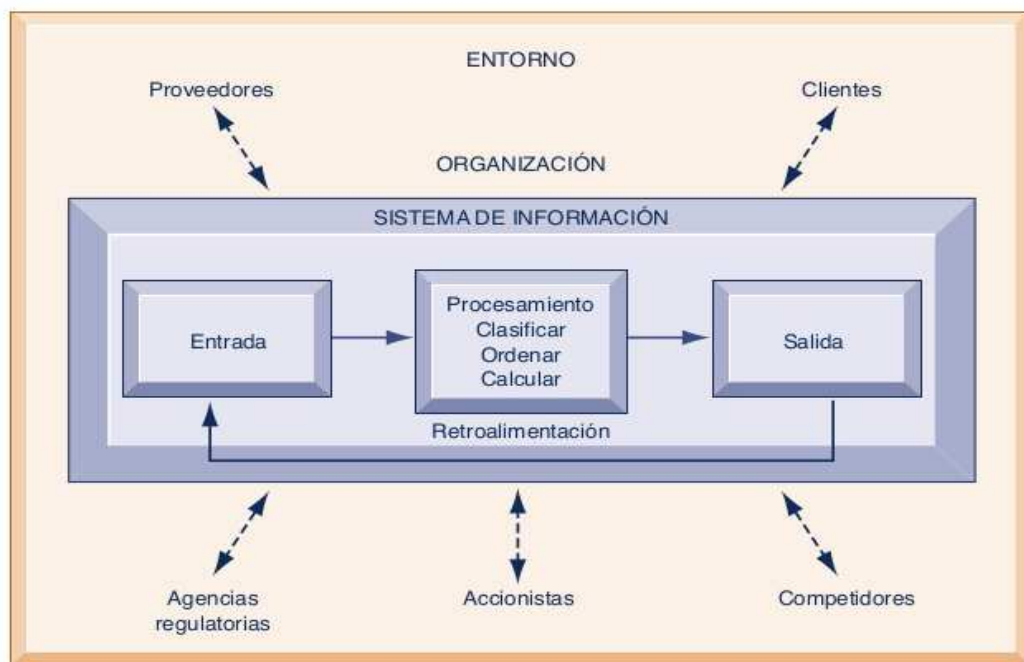 ENTORNO
Proveedores
Clientes
ORGANIZACIÓN
SISTEMA DE INFORMACIÓN
Entrada
Procesamiento
Clasificar
Ordenar
Calcular
Salida
Retroalimentación
Agencias
regulatorias
Accionistas
Competidores